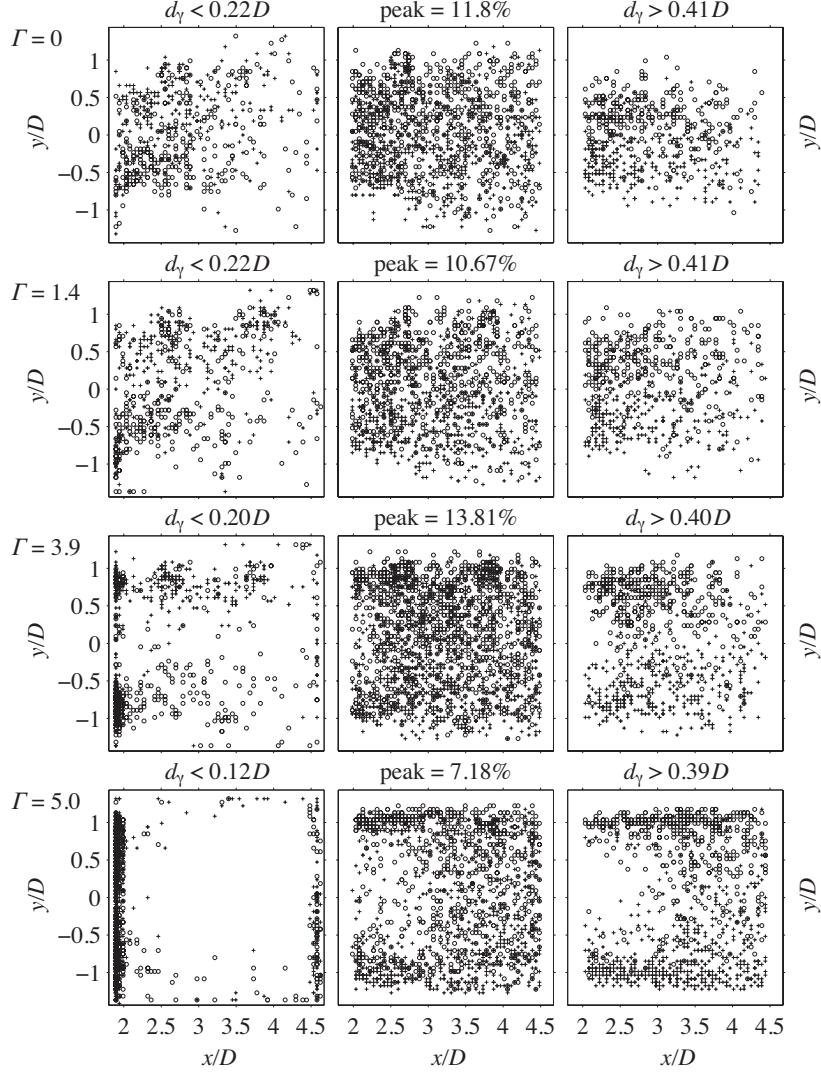 d_γ < 0.22D peak = 11.8% d_γ > 0.41D
Γ = 0
1
0.5
0
−0.5
−1
y/D y/D
d_γ < 0.22D peak = 10.67% d_γ > 0.41D
Γ = 1.4
1
0.5
0
−0.5
−1
y/D y/D
d_γ < 0.20D peak = 13.81% d_γ > 0.40D
Γ = 3.9
1
0.5
0
−0.5
−1
y/D y/D
d_γ < 0.12D peak = 7.18% d_γ > 0.39D
Γ = 5.0
1
0.5
0
−0.5
−1
y/D y/D
2 2.5 3 3.5 4 4.5 2 2.5 3 3.5 4 4.5 2 2.5 3 3.5 4 4.5
x/D x/D x/D